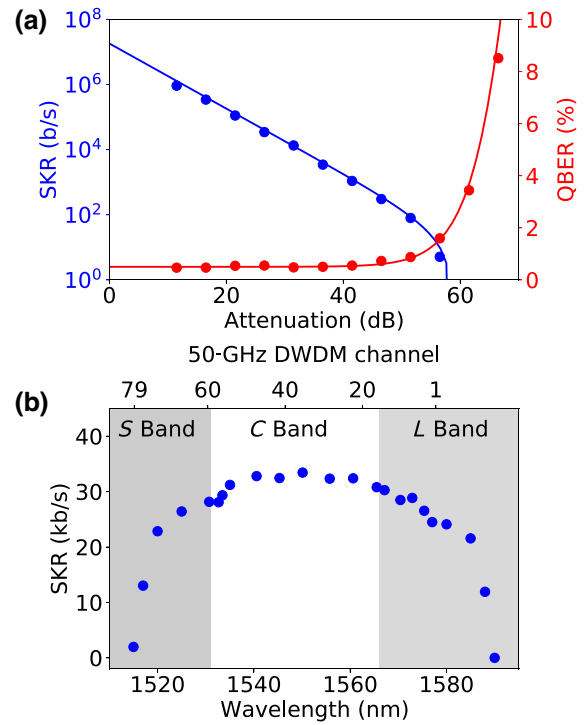 (a)
10^8
10^6
10^4
10^2
10^0
SKR (b/s)
10
8
6
4
2
0
QBER (%)
0 20 40 60
Attenuation (dB)
50-GHz DWDM channel
(b)
79 60 40 20 1
S Band C Band L Band
40
30
20
10
0
SKR (kb/s)
1520 1540 1560 1580
Wavelength (nm)